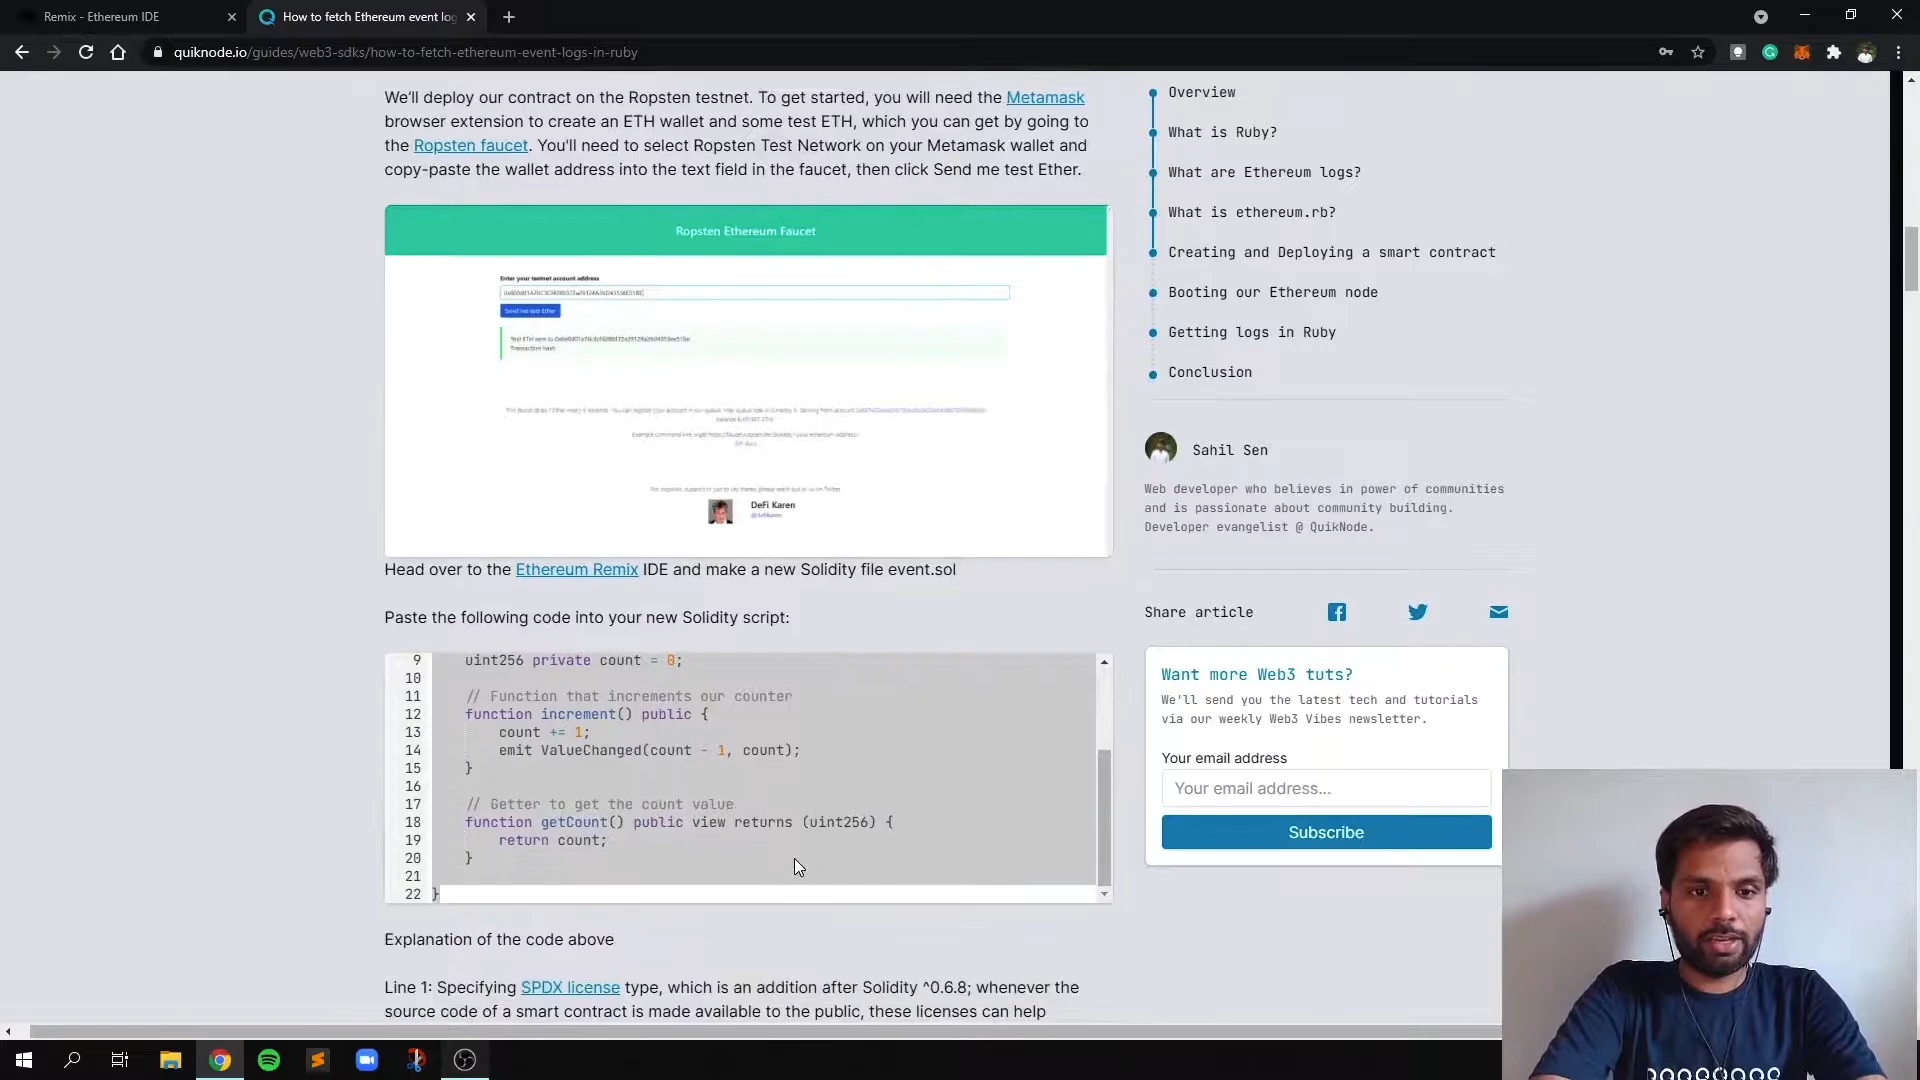 Remix - Ethereum IDE
How to fetch Ethereum event log
quiknode.io/guides/web3-sdks/how-to-fetch-ethereum-event-logs-in-ruby
We'll deploy our contract on the Ropsten testnet. To get started, you will need the Metamask
browser extension to create an ETH wallet and some test ETH, which you can get by going to
the Ropsten faucet. You'll need to select Ropsten Test Network on your Metamask wallet and
copy-paste the wallet address into the text field in the faucet, then click Send me test Ether.
Ropsten Ethereum Faucet
Enter your testnet account address
Send me test Ether
Transaction hash
DeFi Karen
@defikaren
Head over to the Ethereum Remix IDE and make a new Solidity file event.sol
Paste the following code into your new Solidity script:
9 uint256 private count = 0;
10
11 // Function that increments our counter
12 function increment() public {
13 count += 1;
14 emit ValueChanged(count - 1, count);
15 }
16
17 // Getter to get the count value
18 function getCount() public view returns (uint256) {
19 return count;
20 }
21
22 }
Explanation of the code above
Line 1: Specifying SPDX license type, which is an addition after Solidity ^0.6.8; whenever the
source code of a smart contract is made available to the public, these licenses can help
Overview
What is Ruby?
What are Ethereum logs?
What is ethereum.rb?
Creating and Deploying a smart contract
Booting our Ethereum node
Getting logs in Ruby
Conclusion
Sahil Sen
Web developer who believes in power of communities
and is passionate about community building.
Developer evangelist @ QuikNode.
Share article
Want more Web3 tuts?
We'll send you the latest tech and tutorials
via our weekly Web3 Vibes newsletter.
Your email address
Your email address...
Subscribe